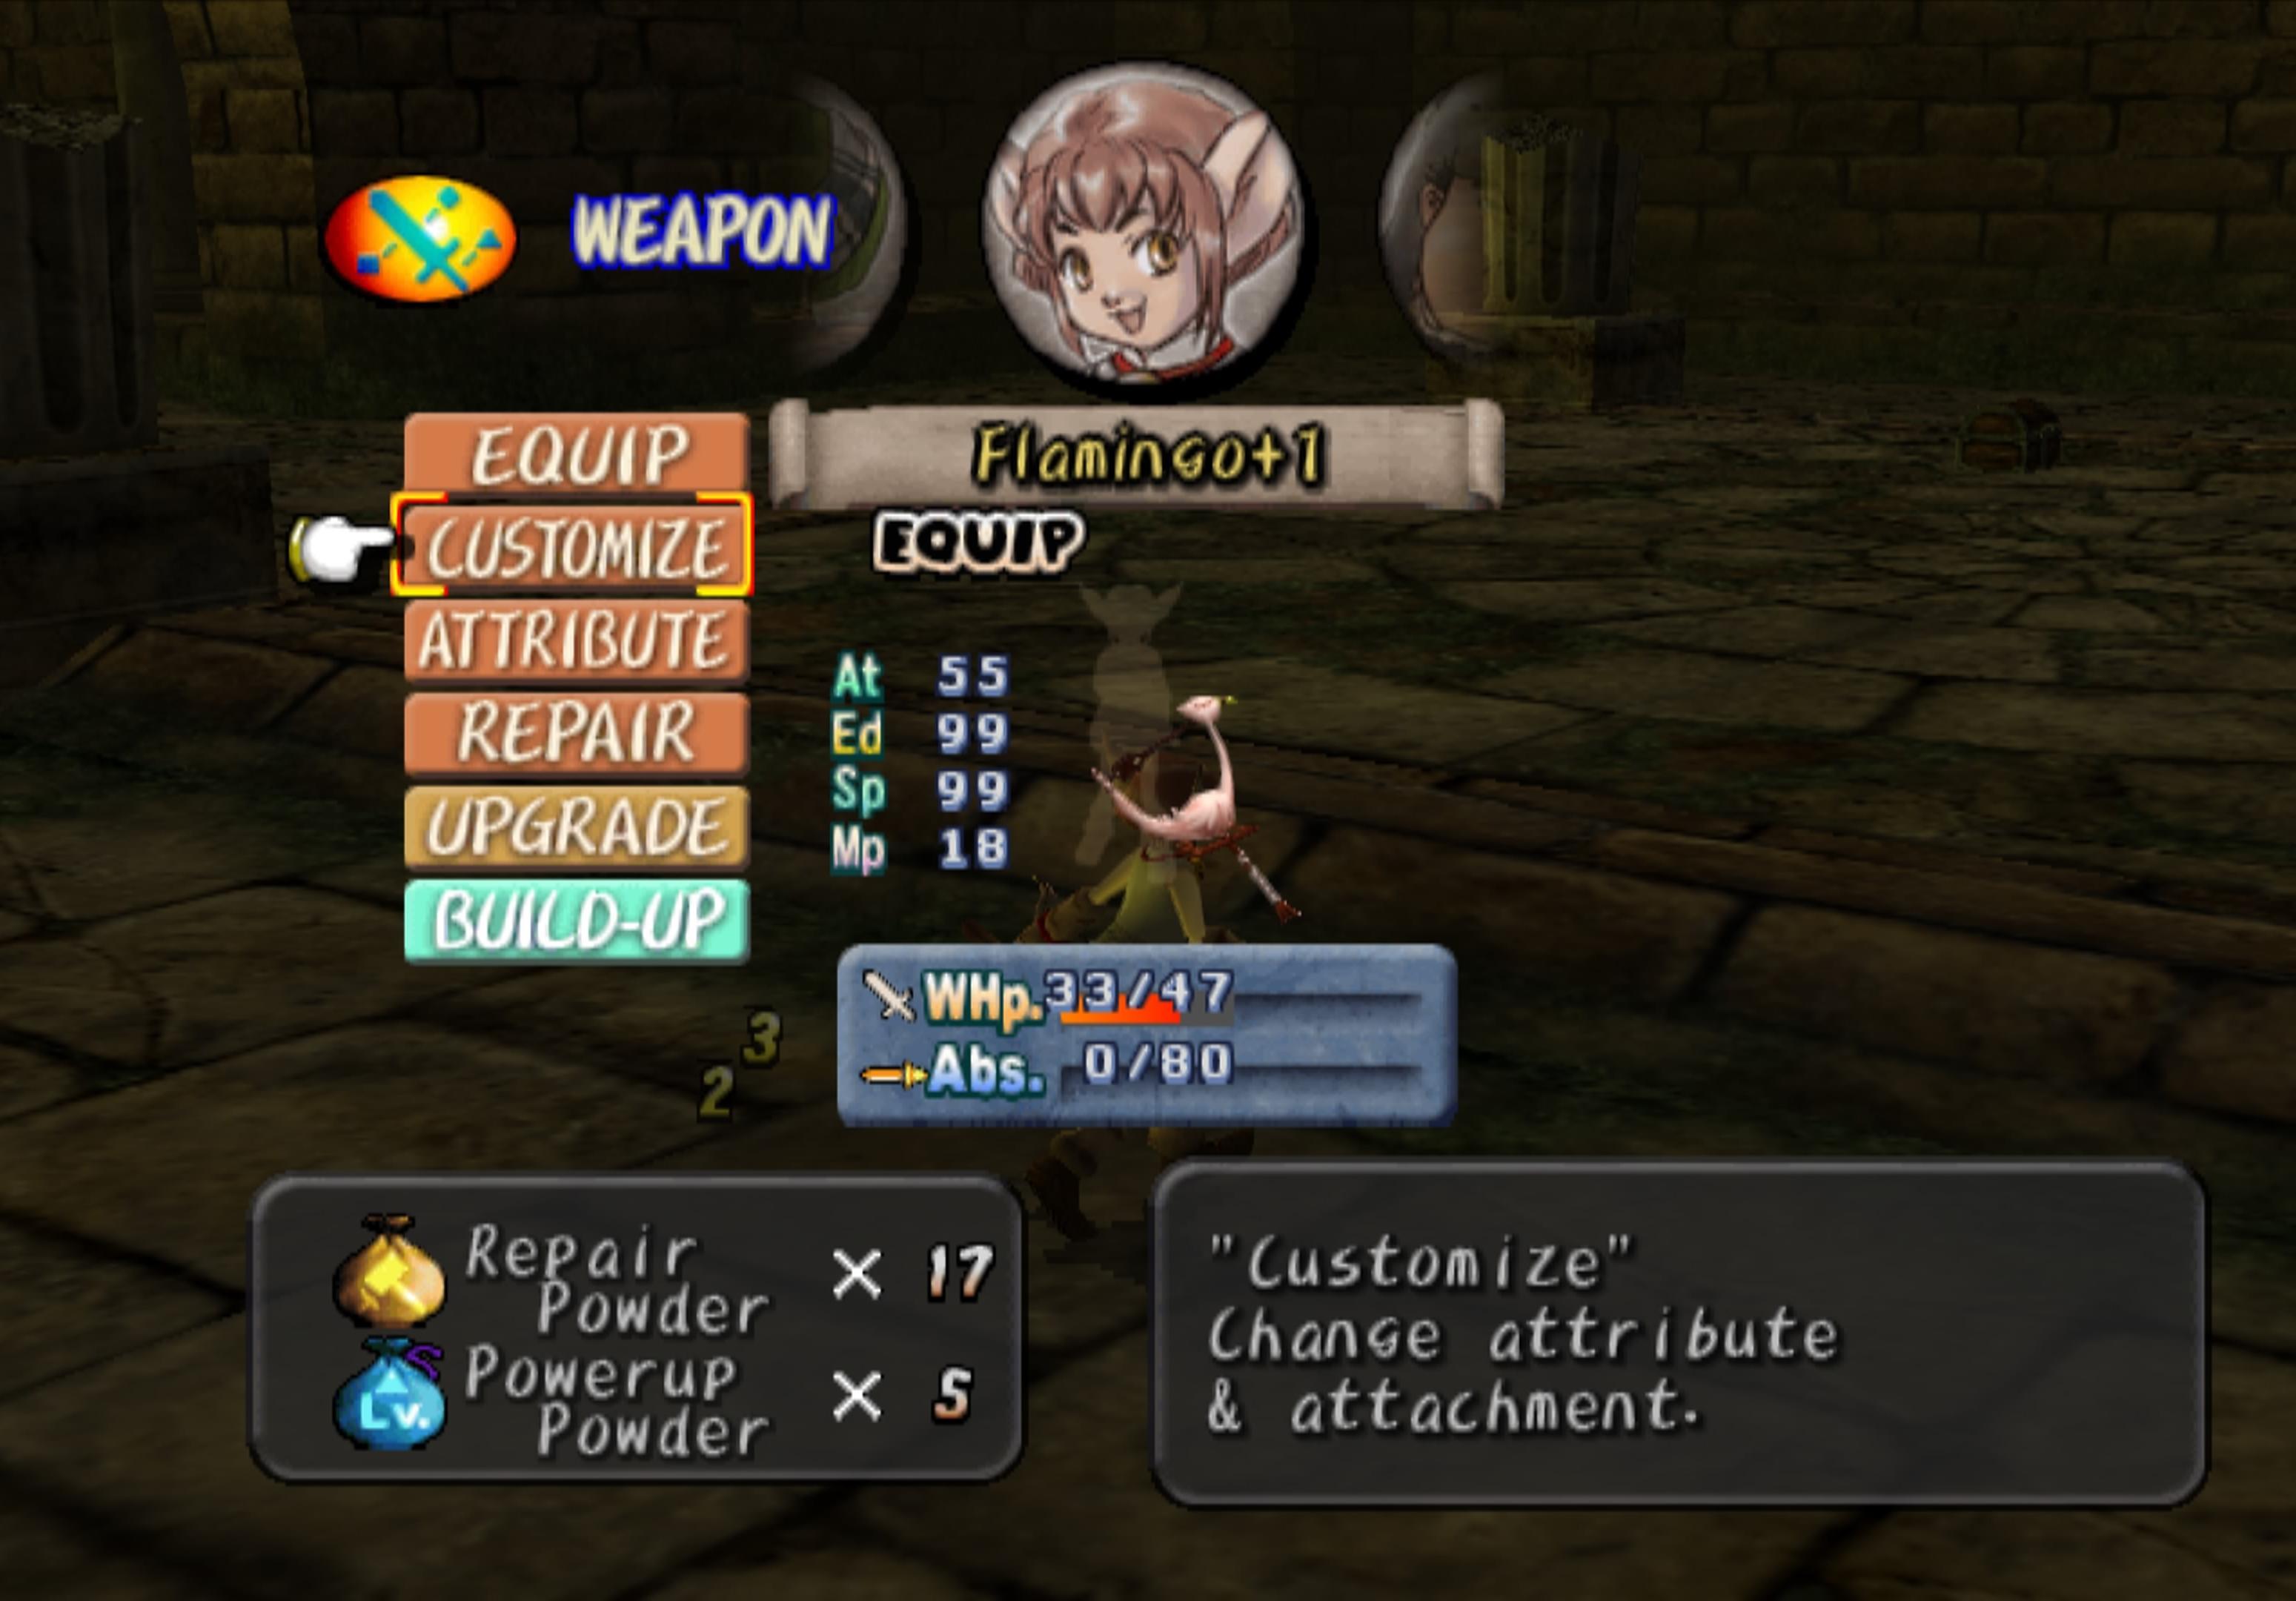 WEAPON
Flamingo+1
EQUIP
EQUIP
CUSTOMIZE
ATTRIBUTE
REPAIR
UPGRADE
BUILD-UP
At 55
Ed 99
Sp 99
Mp 18
WHp. 33/47
Abs. 0/80
3
2
Repair
Powder × 17
Lv.
Powerup
Powder × 5
"Customize"
Change attribute
& attachment.